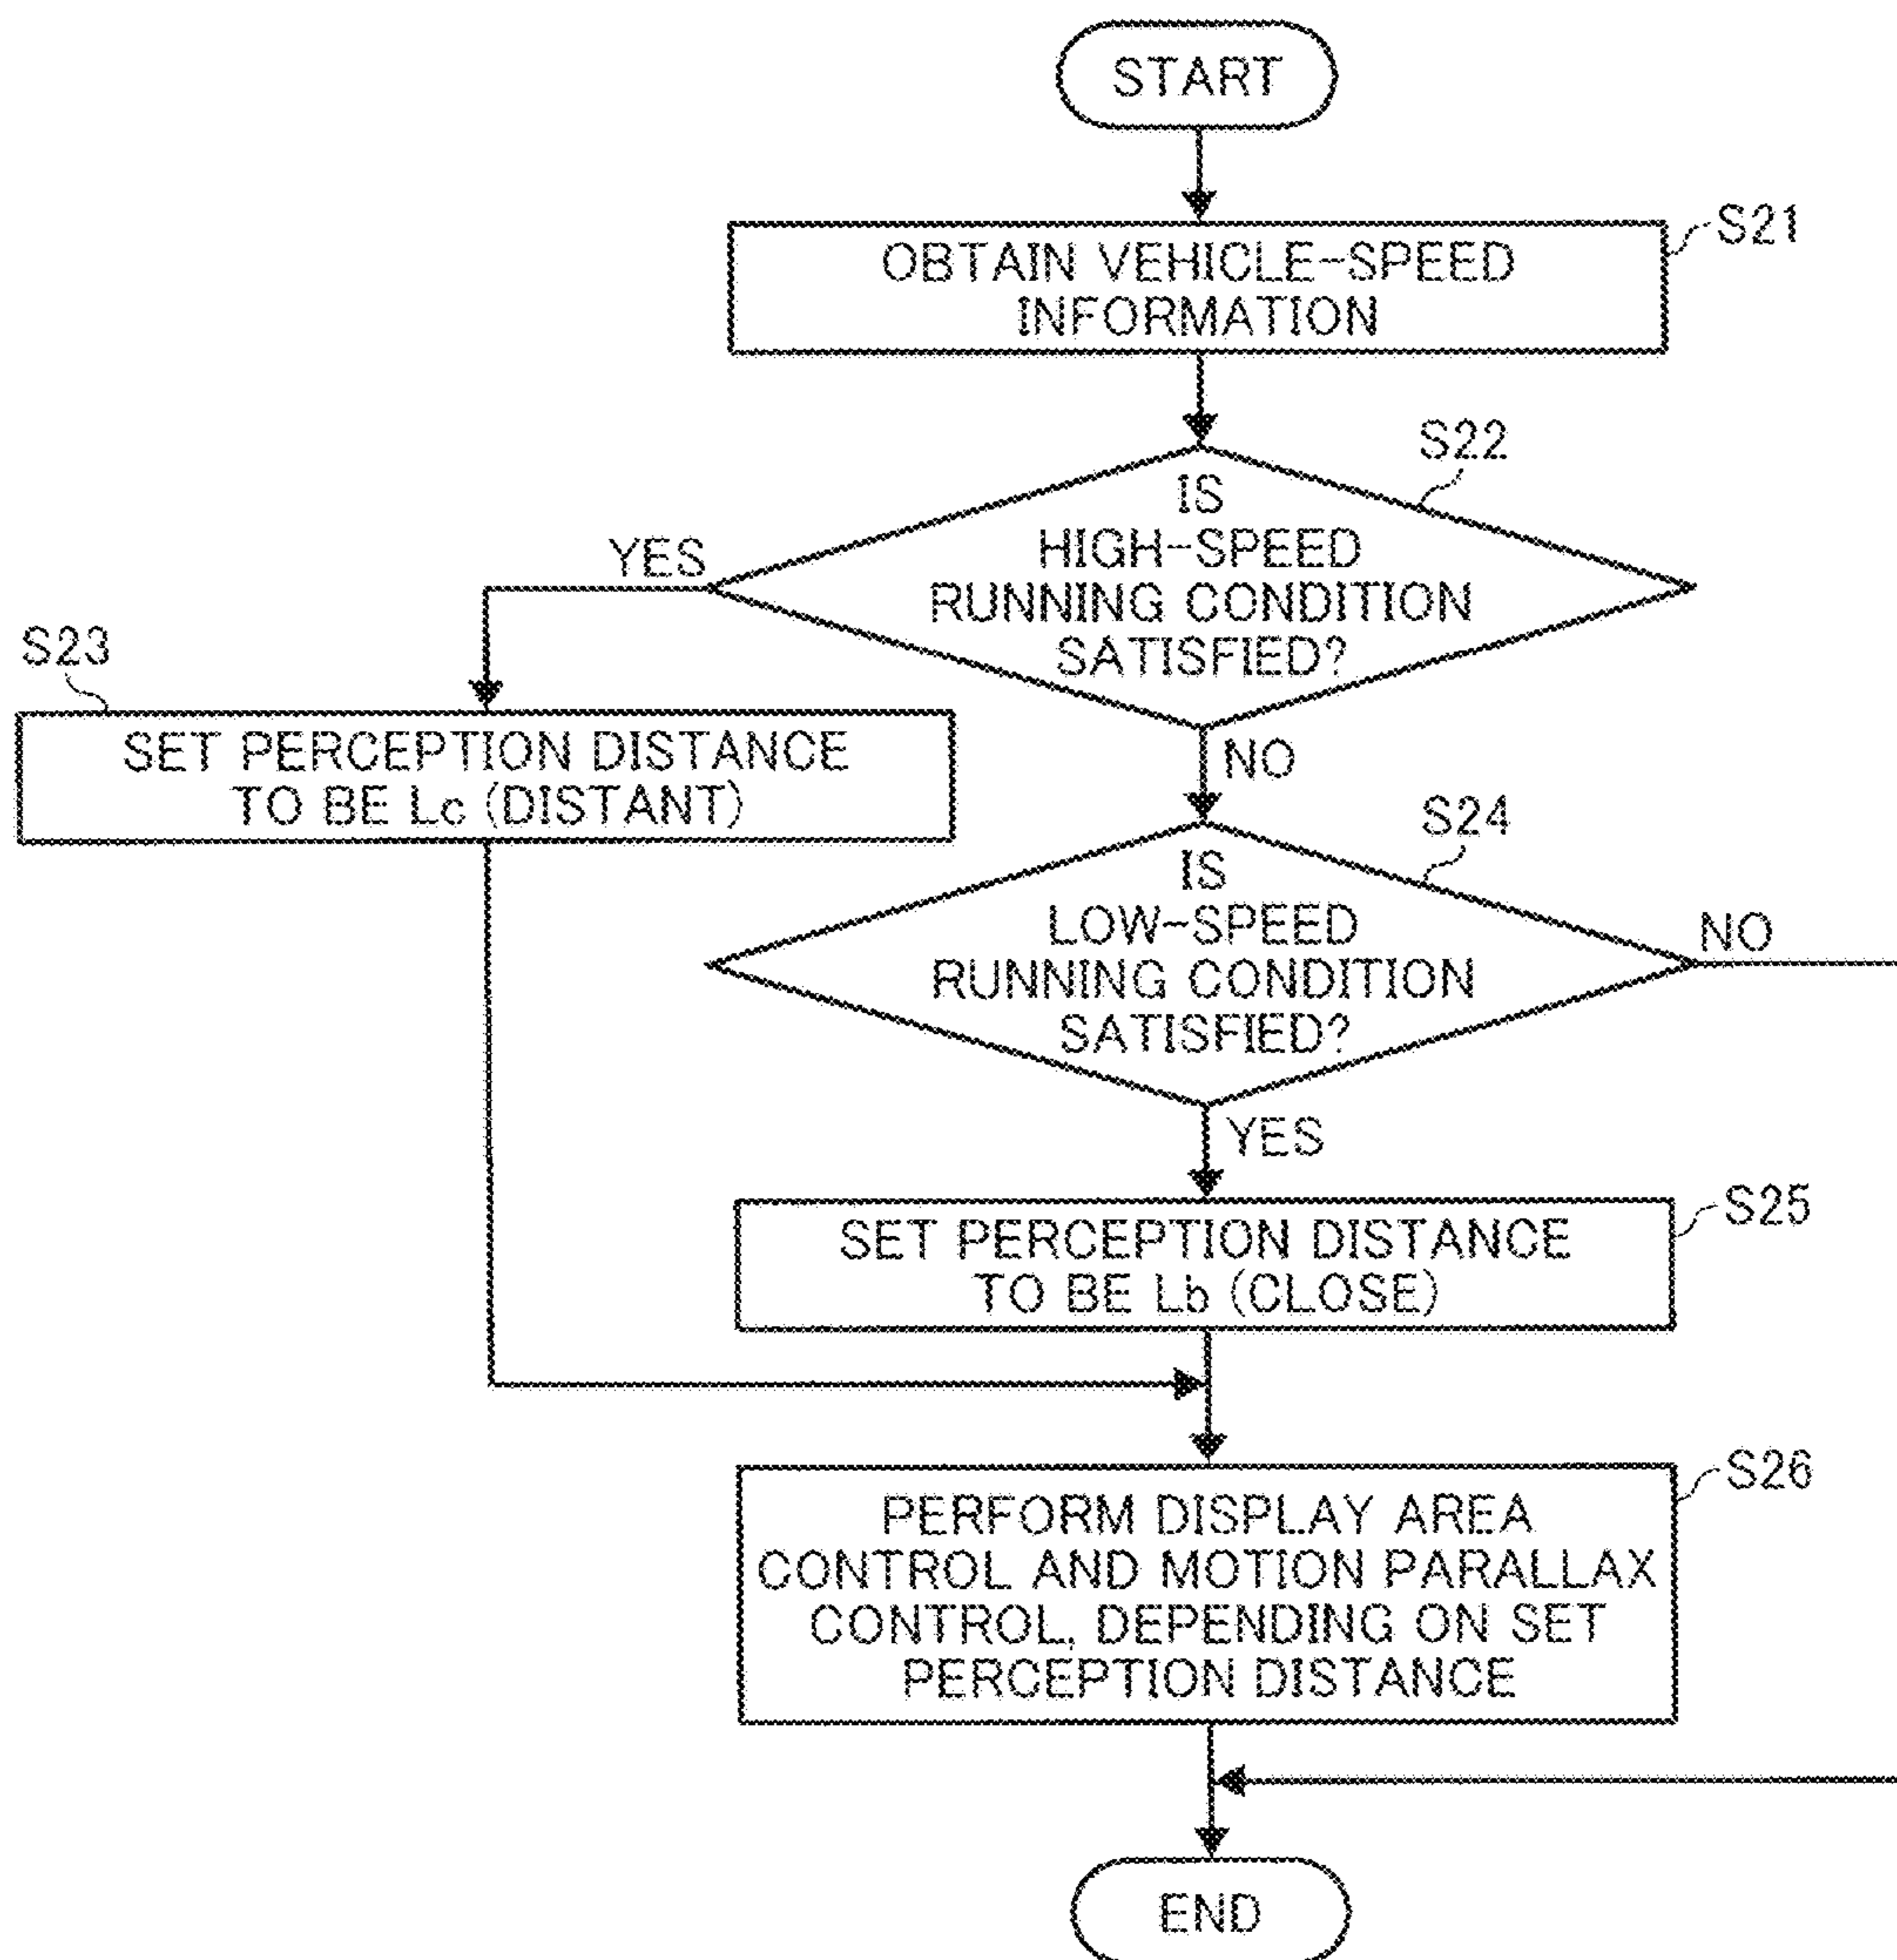 START
S21
OBTAIN VEHICLE-SPEED
INFORMATION
S22
IS
HIGH-SPEED
RUNNING CONDITION
SATISFIED?
YES
NO
S23
SET PERCEPTION DISTANCE
TO BE Lc (DISTANT)
S24
IS
LOW-SPEED
RUNNING CONDITION
SATISFIED?
NO
YES
S25
SET PERCEPTION DISTANCE
TO BE Lb (CLOSE)
S26
PERFORM DISPLAY AREA
CONTROL AND MOTION PARALLAX
CONTROL, DEPENDING ON SET
PERCEPTION DISTANCE
END